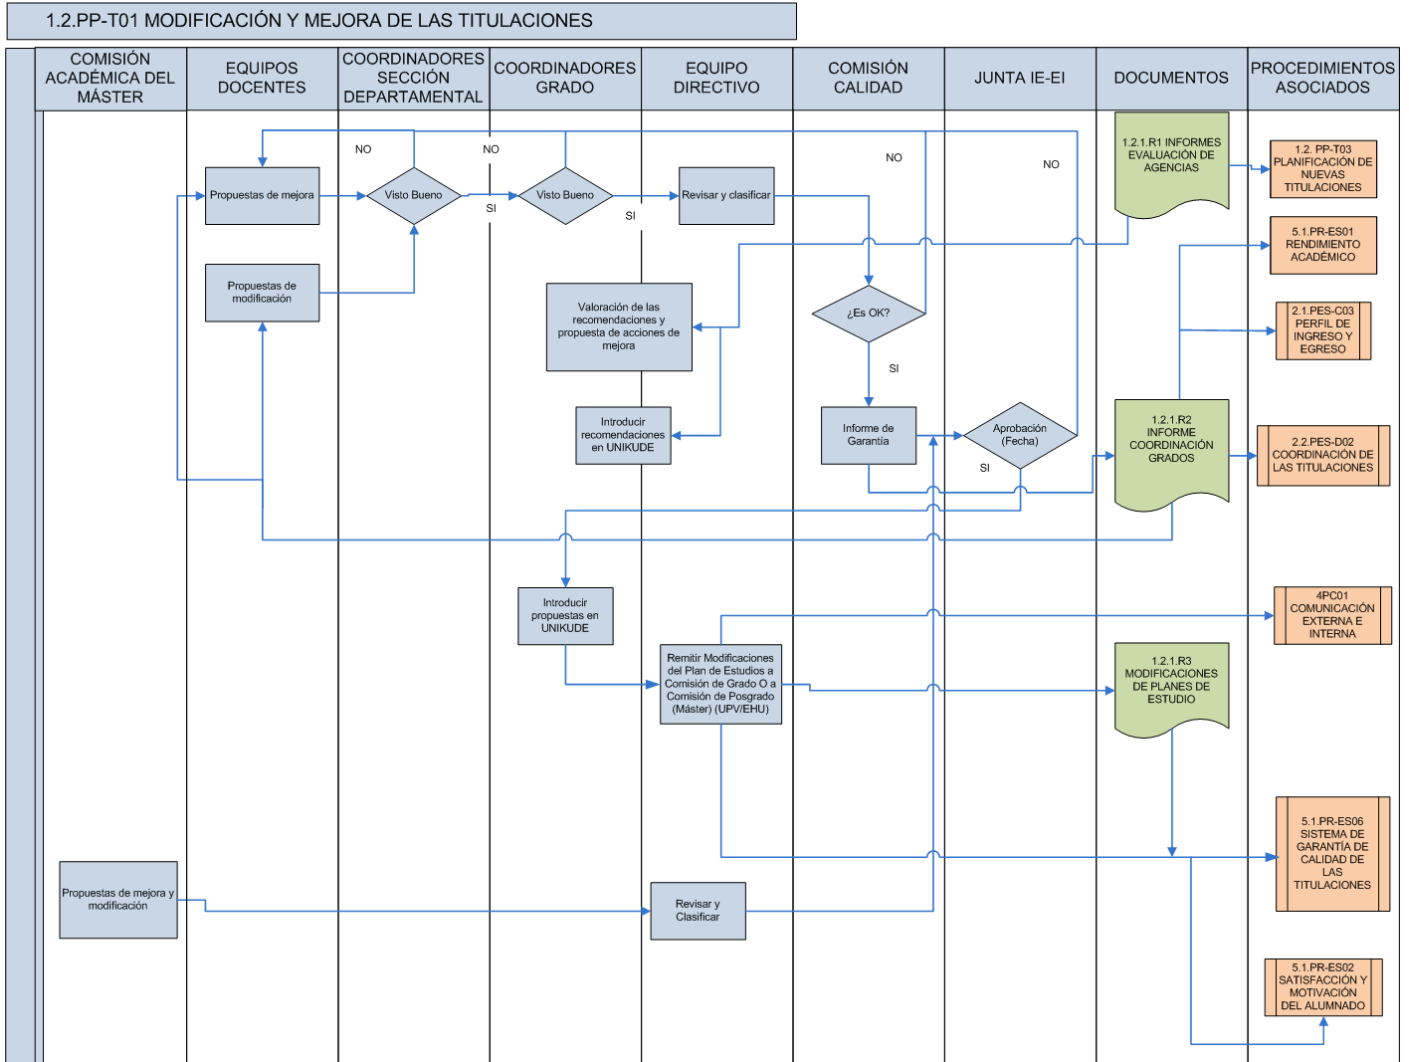 1.2.PP-T01 MODIFICACIÓN Y MEJORA DE LAS TITULACIONES
COMISIÓN
ACADÉMICA DEL
MÁSTER
EQUIPOS
DOCENTES
COORDINADORES
SECCIÓN
DEPARTAMENTAL
COORDINADORES
GRADO
EQUIPO
DIRECTIVO
COMISIÓN
CALIDAD
JUNTA IE-EI
DOCUMENTOS
PROCEDIMIENTOS
ASOCIADOS
NO
NO
NO
NO
1.2.1.R1 INFORMES
EVALUACIÓN DE
AGENCIAS
1.2. PP-T03
PLANIFICACIÓN DE
NUEVAS
TITULACIONES
Propuestas de mejora
Visto Bueno
SI
Visto Bueno
SI
Revisar y clasificar
5.1.PR-ES01
RENDIMIENTO
ACADÉMICO
Propuestas de
modificación
Valoración de las
recomendaciones y
propuesta de acciones de
mejora
¿Es OK?
SI
2.1.PES-C03
PERFIL DE
INGRESO Y
EGRESO
Introducir
recomendaciones
en UNIKUDE
Informe de
Garantía
Aprobación
(Fecha)
SI
1.2.1.R2
INFORME
COORDINACIÓN
GRADOS
2.2.PES-D02
COORDINACIÓN DE
LAS TITULACIONES
Introducir
propuestas en
UNIKUDE
4PC01
COMUNICACIÓN
EXTERNA E
INTERNA
Remitir Modificaciones
del Plan de Estudios a
Comisión de Grado O a
Comisión de Posgrado
(Máster) (UPV/EHU)
1.2.1.R3
MODIFICACIONES
DE PLANES DE
ESTUDIO
5.1.PR-ES06
SISTEMA DE
GARANTÍA DE
CALIDAD DE
LAS
TITULACIONES
Propuestas de mejora y
modificación
Revisar y
Clasificar
5.1.PR-ES02
SATISFACCIÓN Y
MOTIVACIÓN
DEL ALUMNADO